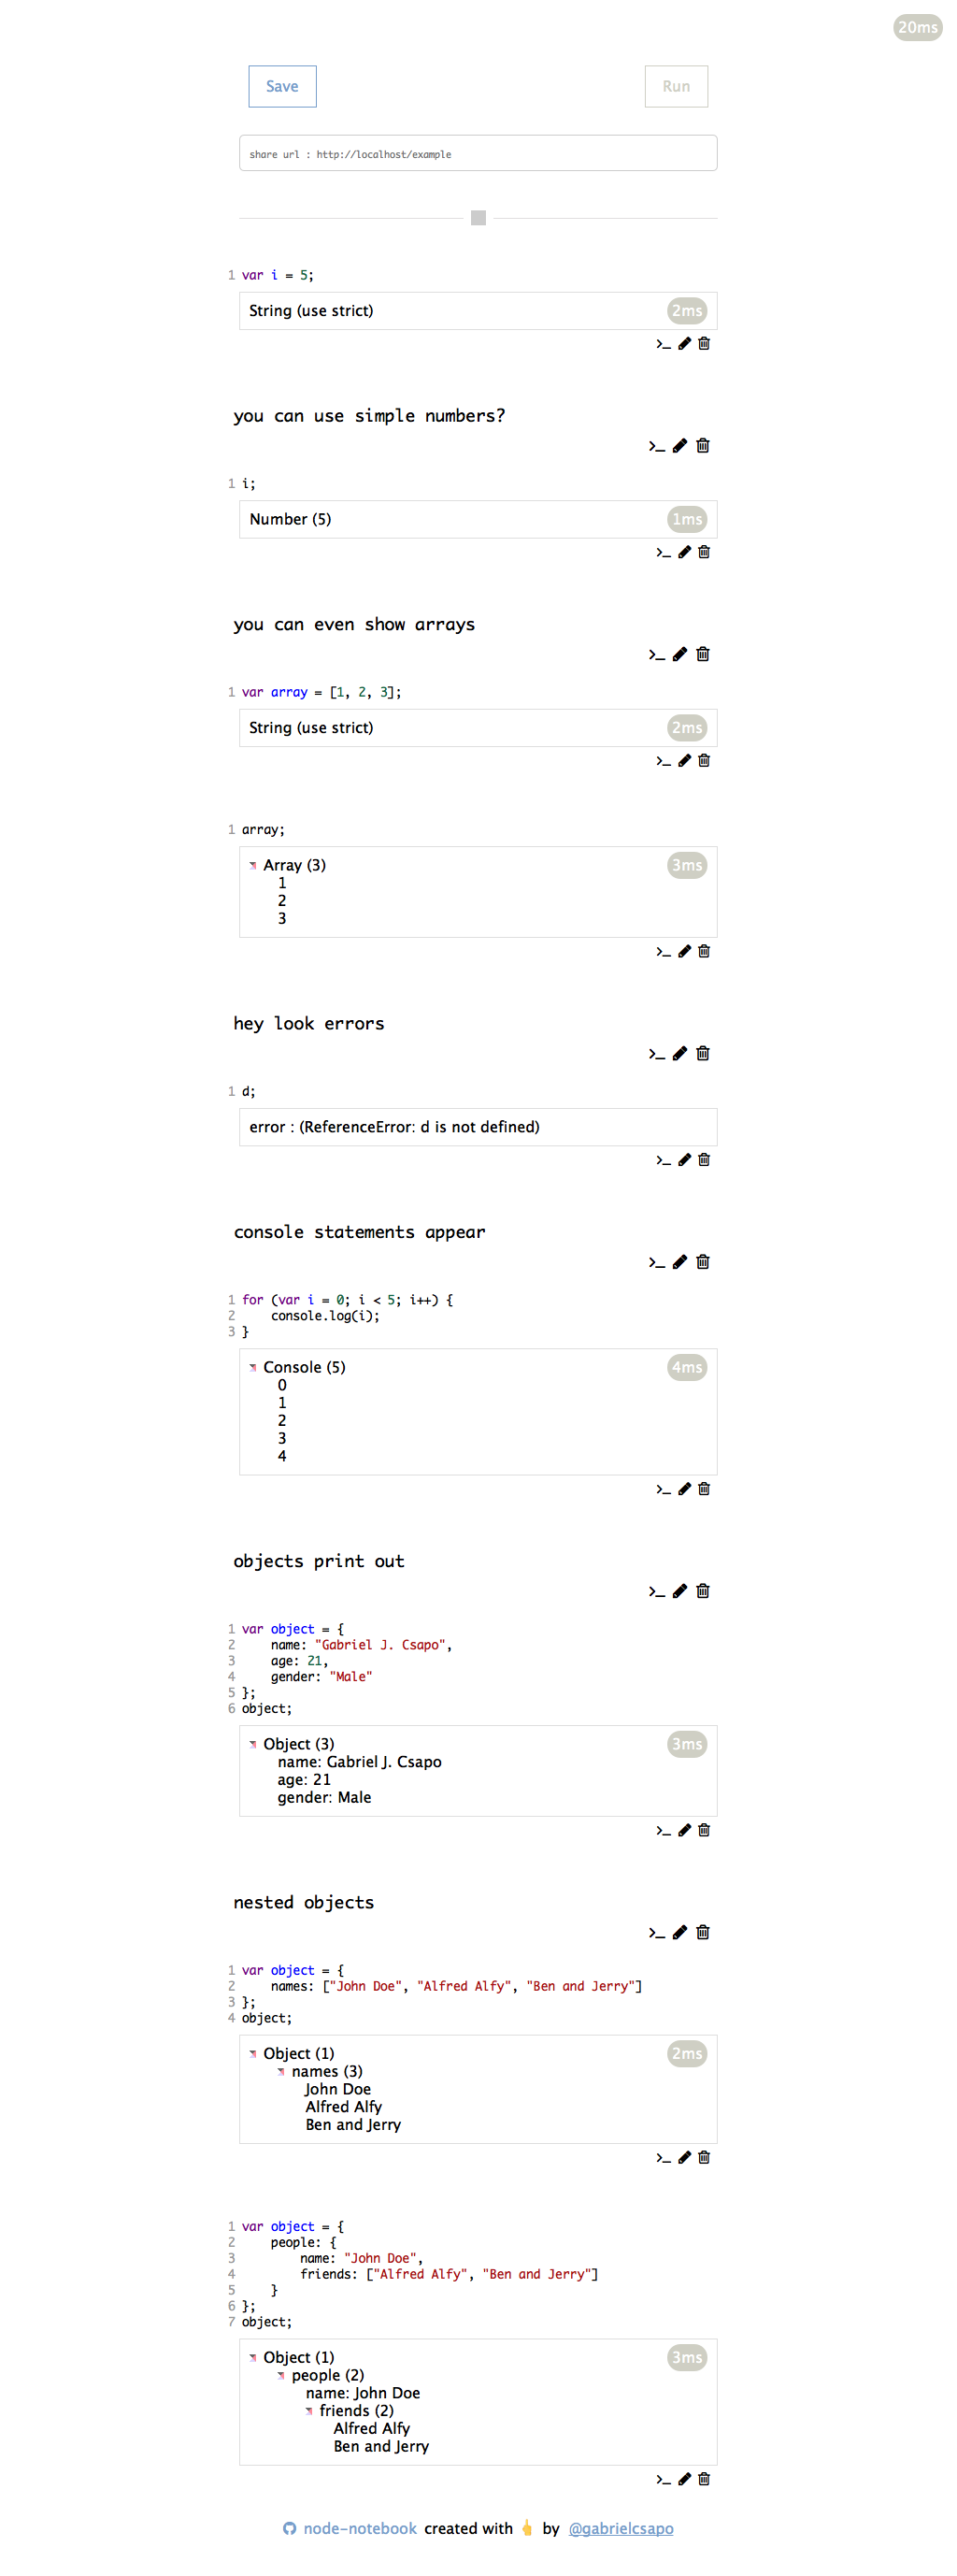 20ms
Save Run
share url : http://localhost/example
1 var i = 5;
String (use strict) 2ms
you can use simple numbers?
1 i;
Number (5) 1ms
you can even show arrays
1 var array = [1, 2, 3];
String (use strict) 2ms
1 array;
Array (3) 3ms
1
2
3
hey look errors
1 d;
error : (ReferenceError: d is not defined)
console statements appear
1 for (var i = 0; i < 5; i++) {
2     console.log(i);
3 }
Console (5) 4ms
0
1
2
3
4
objects print out
1 var object = {
2     name: "Gabriel J. Csapo",
3     age: 21,
4     gender: "Male"
5 };
6 object;
Object (3) 3ms
name: Gabriel J. Csapo
age: 21
gender: Male
nested objects
1 var object = {
2     names: ["John Doe", "Alfred Alfy", "Ben and Jerry"]
3 };
4 object;
Object (1) 2ms
names (3)
John Doe
Alfred Alfy
Ben and Jerry
1 var object = {
2     people: {
3         name: "John Doe",
4         friends: ["Alfred Alfy", "Ben and Jerry"]
5     }
6 };
7 object;
Object (1) 3ms
people (2)
name: John Doe
friends (2)
Alfred Alfy
Ben and Jerry
node-notebook created with 👆 by @gabrielcsapo